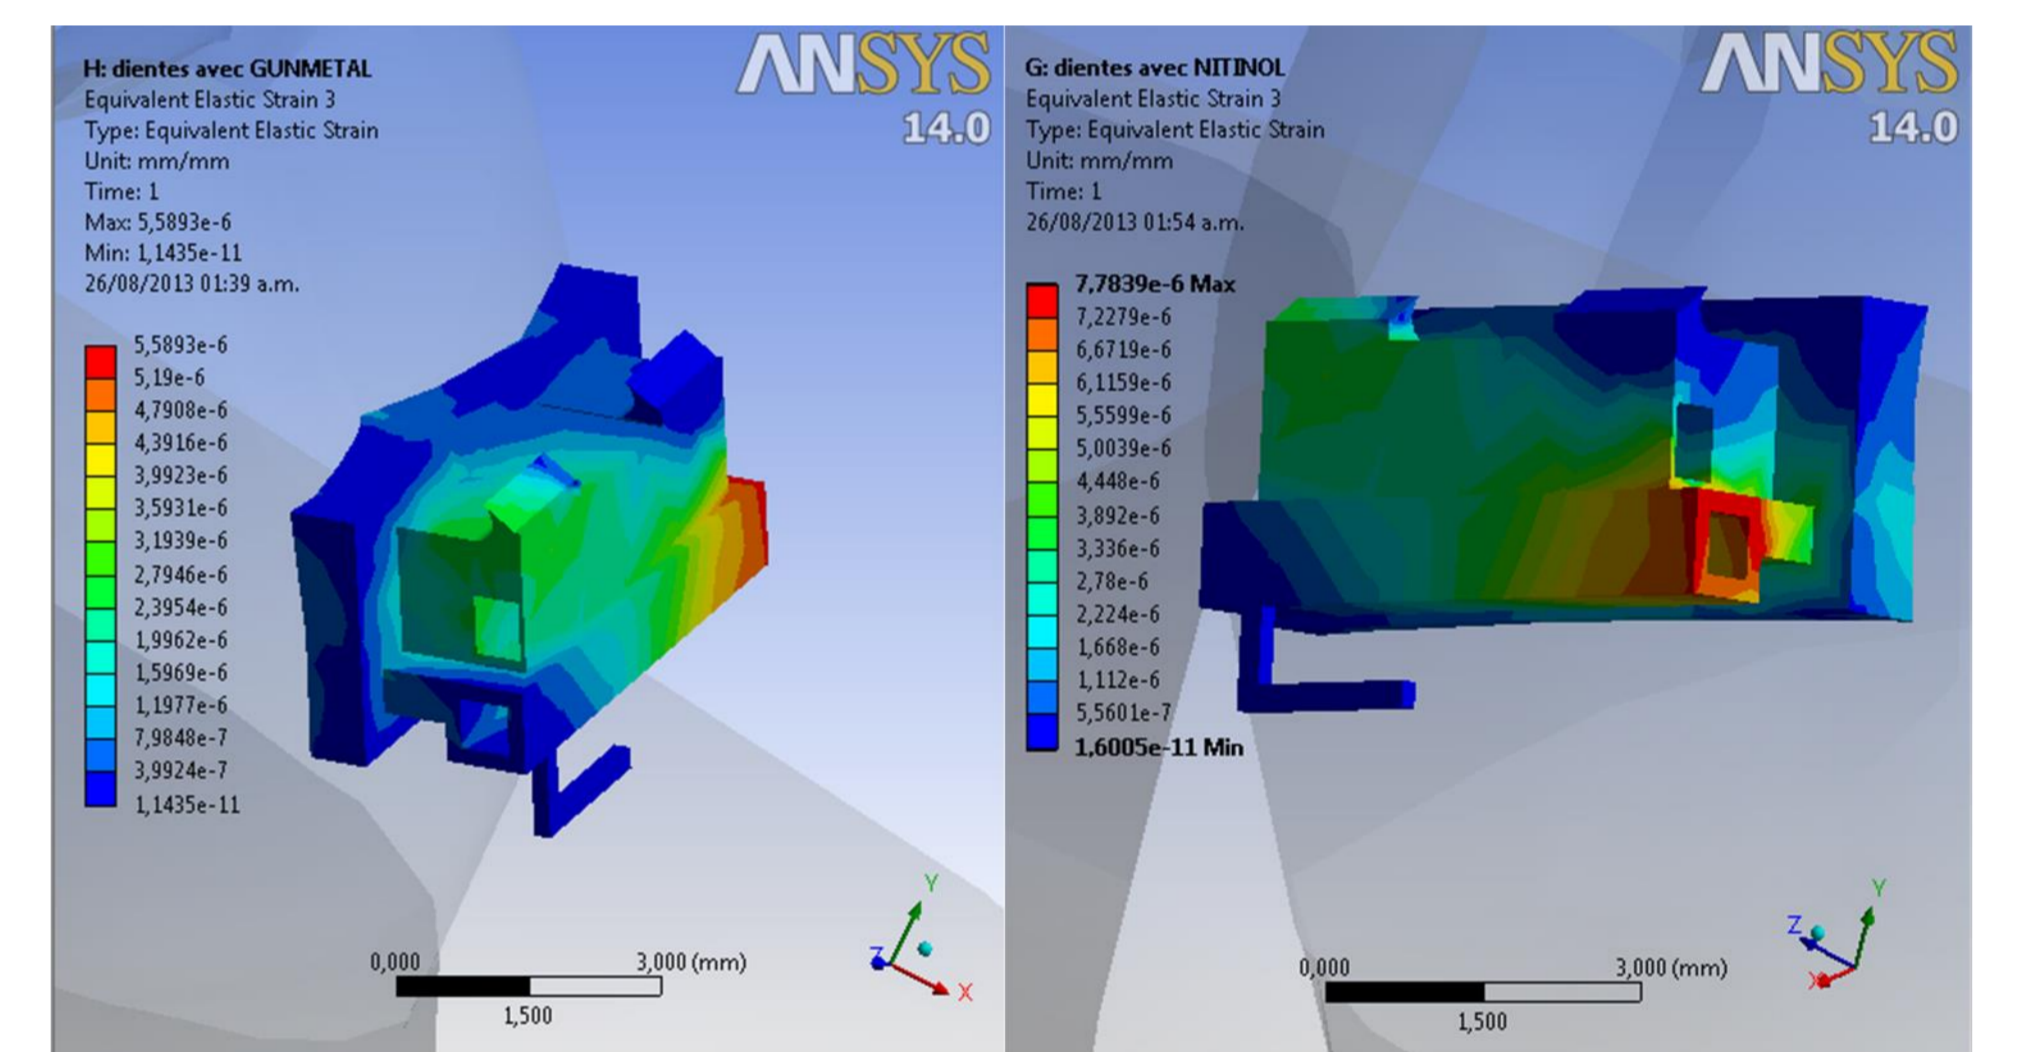 H: dientes avec GUNMETAL
Equivalent Elastic Strain 3
Type: Equivalent Elastic Strain
Unit: mm/mm
Time: 1
Max: 5,5893e-6
Min: 1,1435e-11
26/08/2013 01:39 a.m.
ANSYS
14.0
5,5893e-6
5,19e-6
4,7908e-6
4,3916e-6
3,9923e-6
3,5931e-6
3,1939e-6
2,7946e-6
2,3954e-6
1,9962e-6
1,5969e-6
1,1977e-6
7,9848e-7
3,9924e-7
1,1435e-11
0,000
3,000 (mm)
1,500
Y
Z
X
G: dientes avec NITINOL
Equivalent Elastic Strain 3
Type: Equivalent Elastic Strain
Unit: mm/mm
Time: 1
26/08/2013 01:54 a.m.
ANSYS
14.0
7,7839e-6 Max
7,2279e-6
6,6719e-6
6,1159e-6
5,5599e-6
5,0039e-6
4,448e-6
3,892e-6
3,336e-6
2,78e-6
2,224e-6
1,668e-6
1,112e-6
5,5601e-7
1,6005e-11 Min
0,000
3,000 (mm)
1,500
Y
Z
X